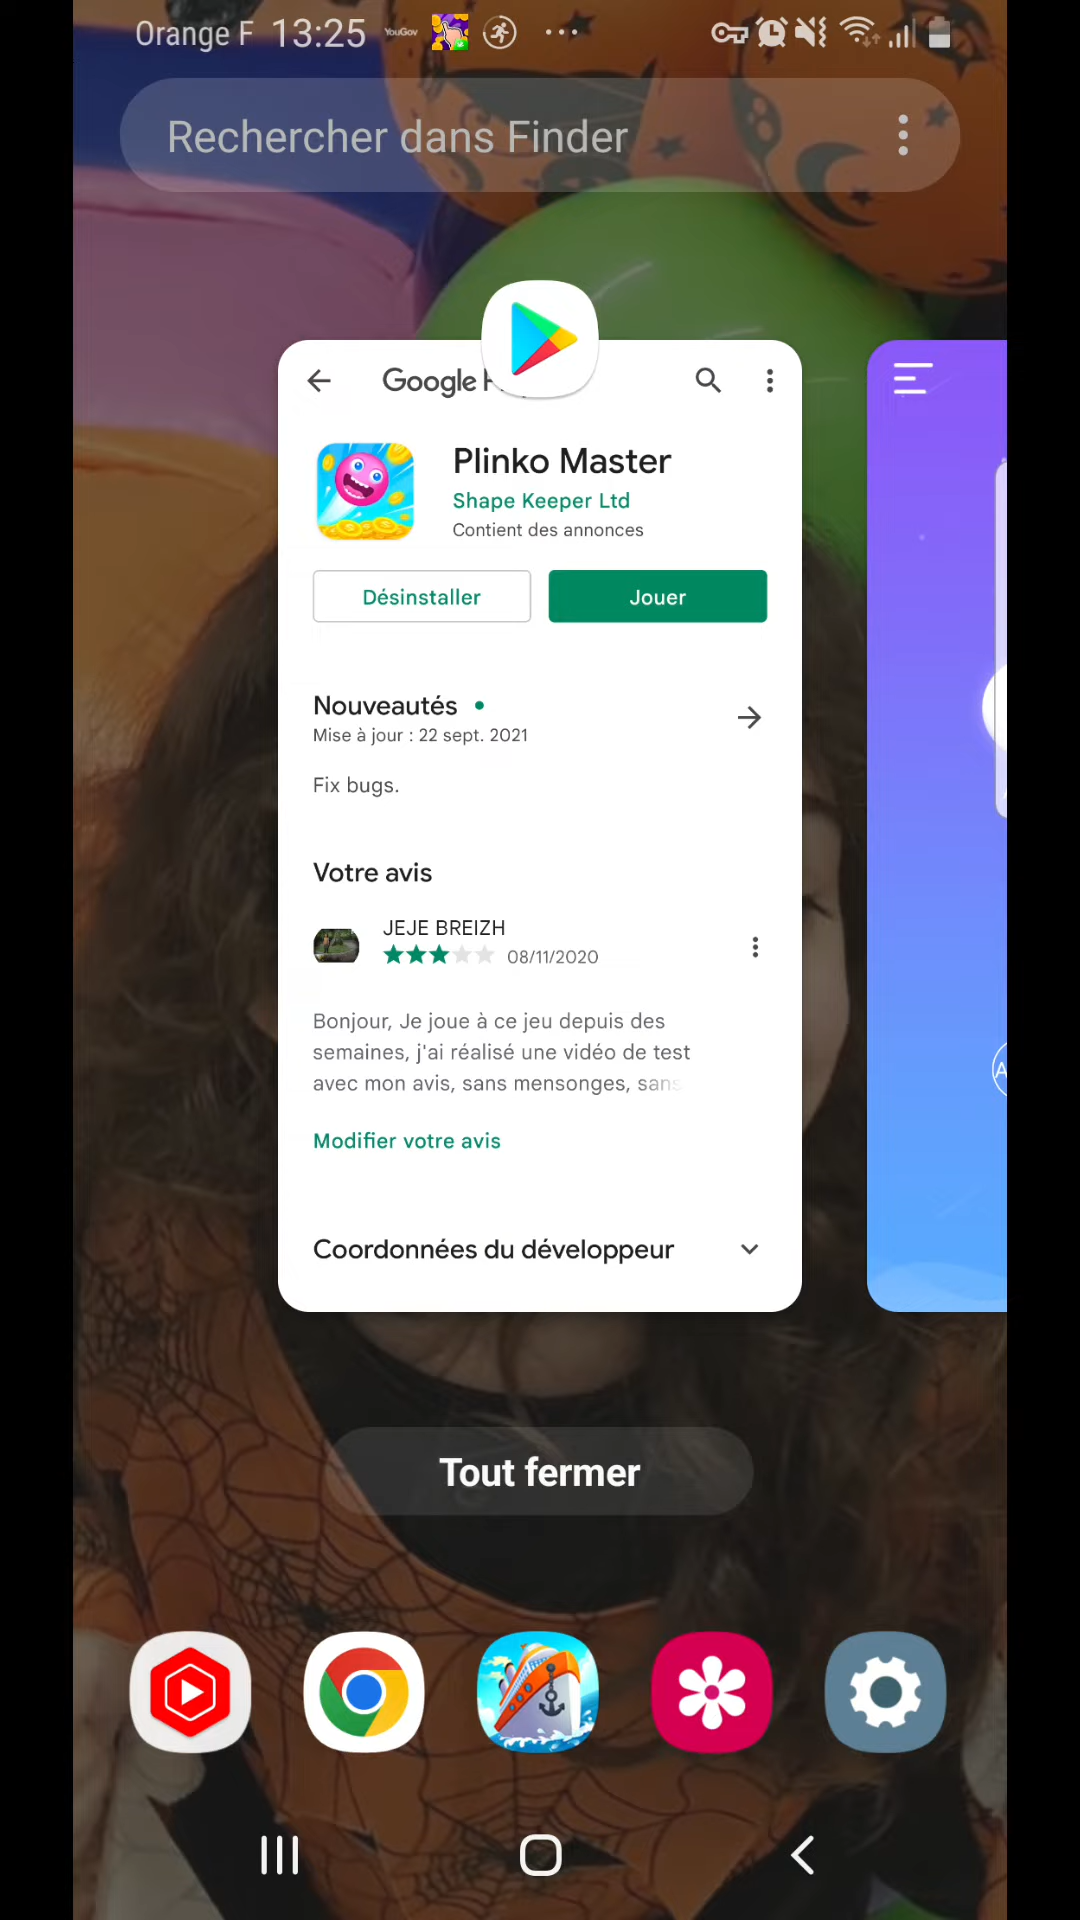 Orange F 13:25 YouGov
Rechercher dans Finder
Google
Plinko Master
Shape Keeper Ltd
Contient des annonces
Désinstaller
Jouer
Nouveautés
Mise à jour : 22 sept. 2021
Fix bugs.
Votre avis
JEJE BREIZH
08/11/2020
Bonjour, Je joue à ce jeu depuis des
semaines, j'ai réalisé une vidéo de test
avec mon avis, sans mensonges, sans
Modifier votre avis
Coordonnées du développeur
Tout fermer